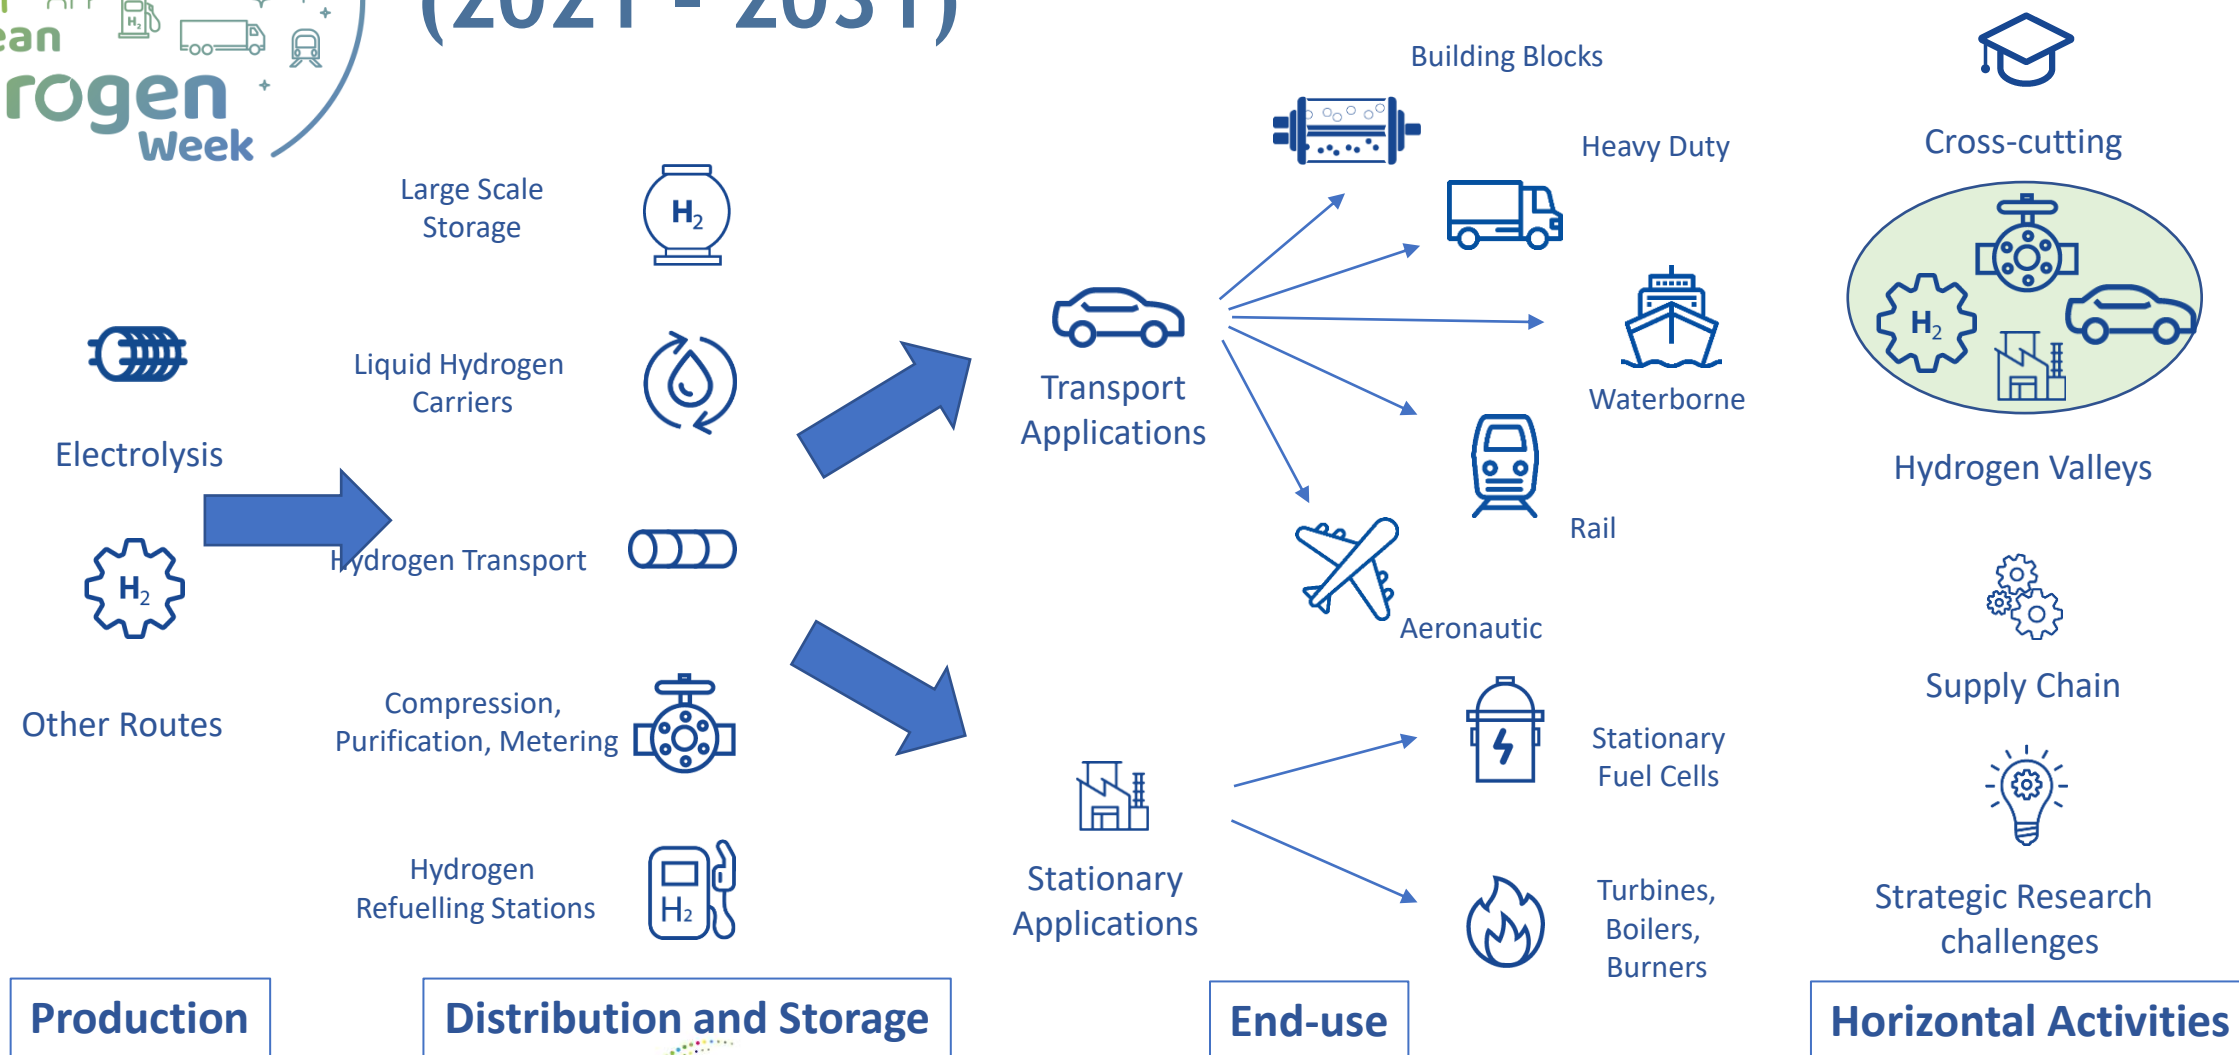 (2021 - 2031)
rogen
Week
H2
Building Blocks
Heavy Duty
Cross-cutting
Large Scale
Storage
H2
H2
Liquid Hydrogen
Carriers
Transport
Applications
Waterborne
Electrolysis
Hydrogen Valleys
Rail
Hydrogen Transport
H2
Aeronautic
Supply Chain
Other Routes
Compression,
Purification, Metering
Stationary
Fuel Cells
Hydrogen
Refuelling Stations
H2
Stationary
Applications
Turbines,
Boilers,
Burners
Strategic Research
challenges
Production
Distribution and Storage
End-use
Horizontal Activities